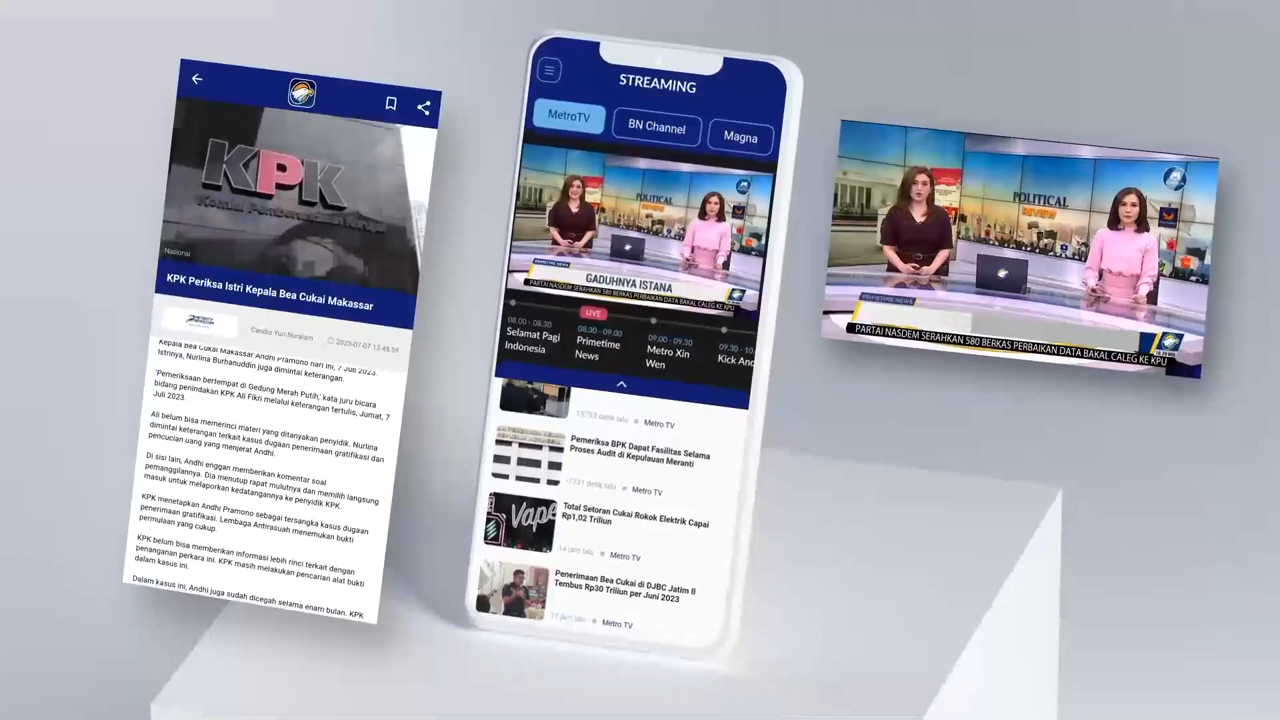 KPK
Komisi Pemberantasan Korupsi
Nasional
KPK Periksa Istri Kepala Bea Cukai Makassar
Candra Yuri Nuralam
2023-07-07 13:45:59
Kepala Bea Cukai Makassar Andhi Pramono hari ini, 7 Juli 2023.
Istrinya, Nurlina Burhanuddin juga dimintai keterangan.
'Pemeriksaan bertempat di Gedung Merah Putih,' kata juru bicara
bidang penindakan KPK Ali Fikri melalui keterangan tertulis, Jumat, 7
Juli 2023.
Ali belum bisa memerinci materi yang ditanyakan penyidik. Nurlina
dimintai keterangan terkait kasus dugaan penerimaan gratifikasi dan
pencucian uang yang menjerat Andhi.
Di sisi lain, Andhi enggan memberikan komentar soal
pemanggilannya. Dia menutup rapat mulutnya dan memilih langsung
masuk untuk melaporkan kedatangannya ke penyidik KPK.
KPK menetapkan Andhi Pramono sebagai tersangka kasus dugaan
penerimaan gratifikasi. Lembaga Antirasuah menemukan bukti
permulaan yang cukup.
KPK belum bisa memberikan informasi lebih rinci terkait dengan
penanganan perkara ini. KPK masih melakukan pencarian alat bukti
dalam kasus ini.
Dalam kasus ini, Andhi juga sudah dicegah selama enam bulan. KPK
STREAMING
MetroTV
BN Channel
Magna
POLITICAL
REVIEW
PRIMETIME NEWS
GADUHNYA ISTANA
PARTAI NASDEM SERAHKAN 580 BERKAS PERBAIKAN DATA BAKAL CALEG KE KPU
LIVE
08:00 - 08:30
Selamat Pagi
Indonesia
08:30 - 09:00
Primetime
News
09:00 - 09:30
Metro Xin
Wen
09:30 - 10
Kick And
detik lalu
Metro TV
Pemeriksa BPK Dapat Fasilitas Selama
Proses Audit di Kepulauan Meranti
-7731 detik lalu
Metro TV
Vape
Total Setoran Cukai Rokok Elektrik Capai
Rp1,02 Triliun
14 jam lalu
Metro TV
Penerimaan Bea Cukai di DJBC Jatim II
Tembus Rp30 Triliun per Juni 2023
jam lalu
Metro TV
POLITICAL
REVIEW
PRIMETIME NEWS
PARTAI NASDEM SERAHKAN 580 BERKAS PERBAIKAN DATA BAKAL CALEG KE KPU